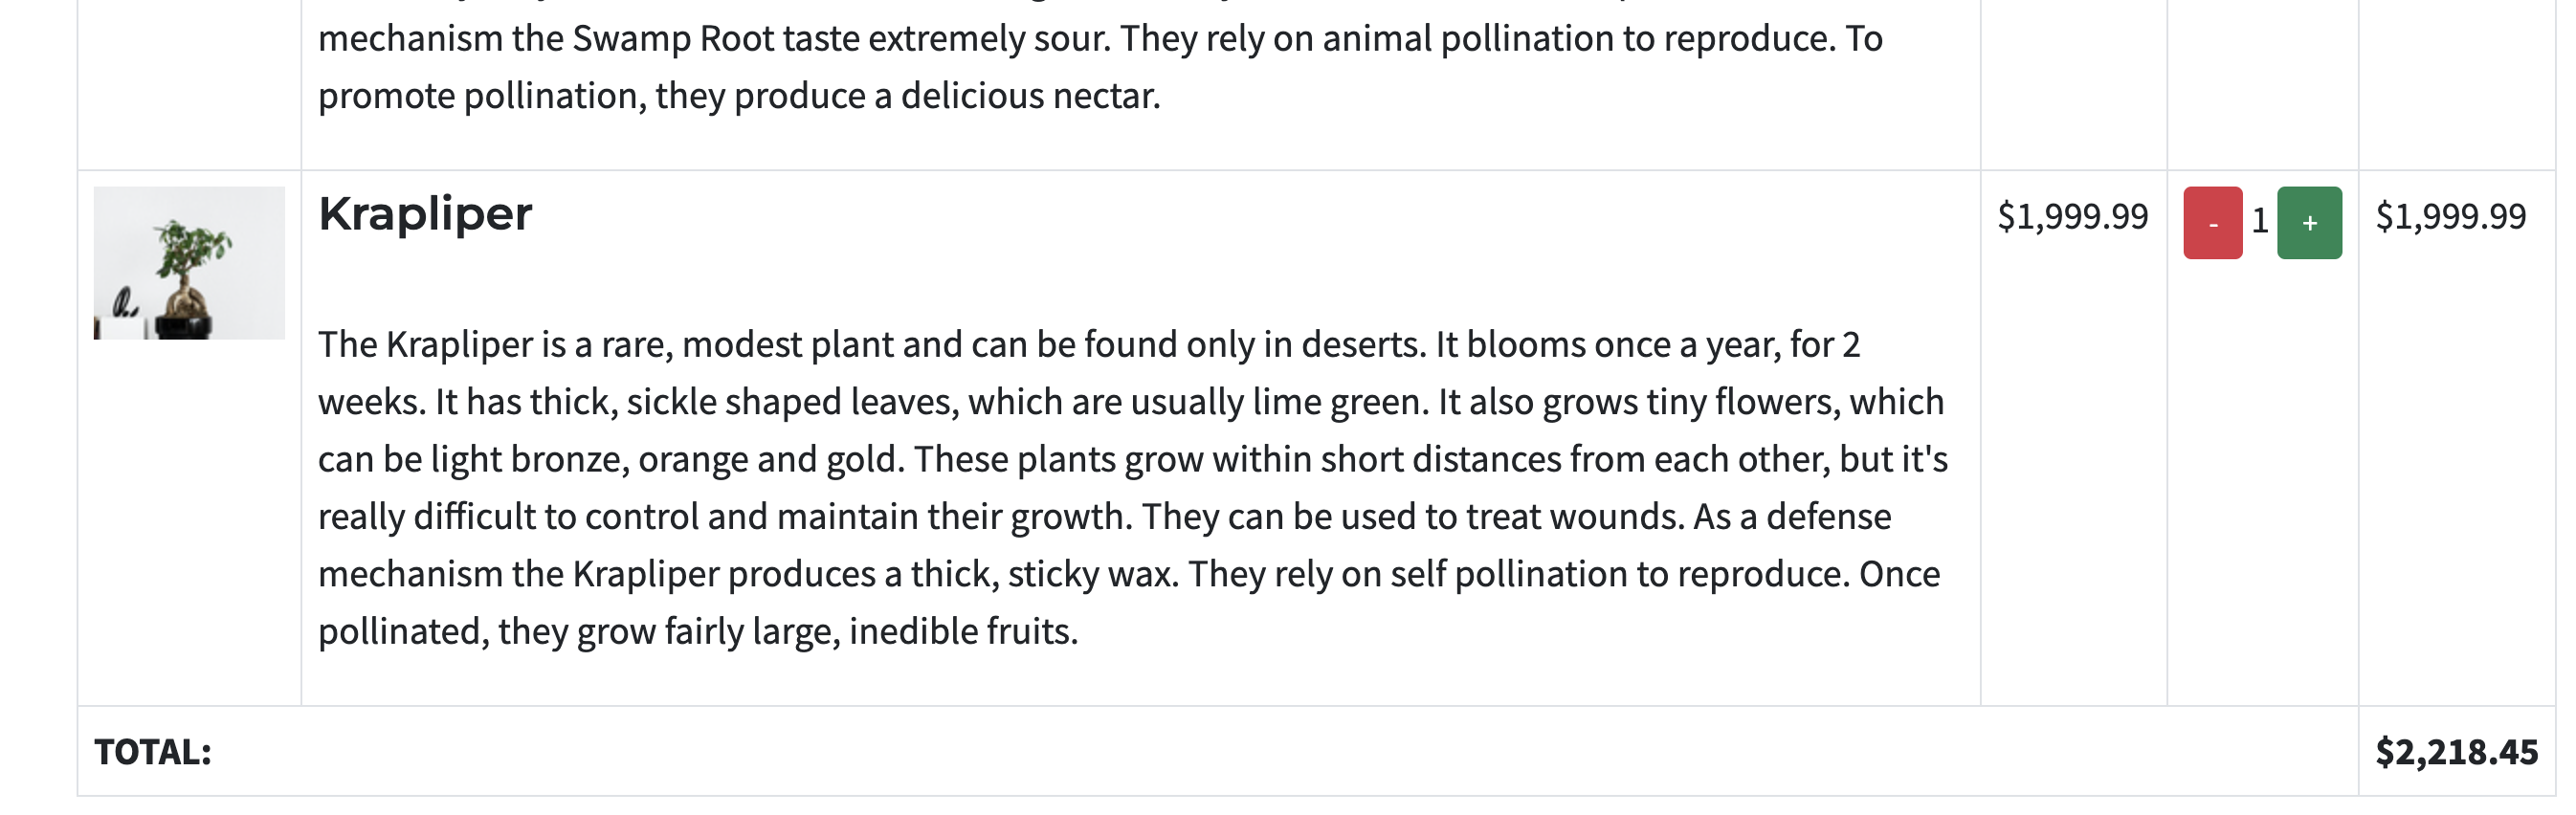 mechanism the Swamp Root taste extremely sour. They rely on animal pollination to reproduce. To
promote pollination, they produce a delicious nectar.
Krapliper
$1,999.99
- 1 +
$1,999.99
The Krapliper is a rare, modest plant and can be found only in deserts. It blooms once a year, for 2
weeks. It has thick, sickle shaped leaves, which are usually lime green. It also grows tiny flowers, which
can be light bronze, orange and gold. These plants grow within short distances from each other, but it's
really difficult to control and maintain their growth. They can be used to treat wounds. As a defense
mechanism the Krapliper produces a thick, sticky wax. They rely on self pollination to reproduce. Once
pollinated, they grow fairly large, inedible fruits.
TOTAL:
$2,218.45